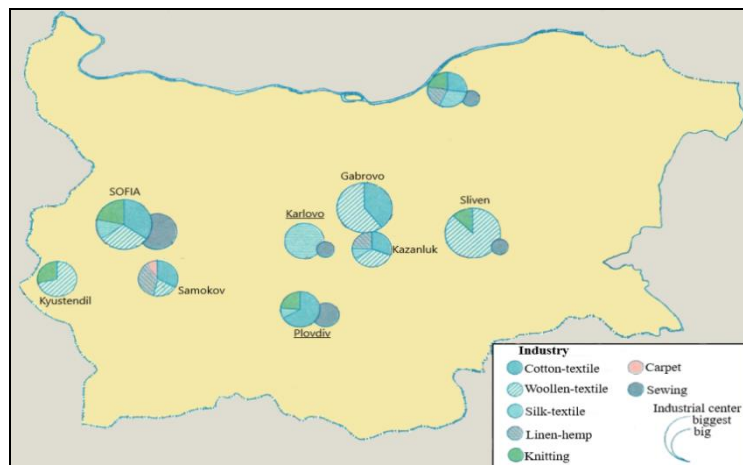 Gabrovo
SOFIA
Karlovo
Sliven
Kazanluk
Kyustendil
Samokov
Plovdiv
Industry
Cotton-textile
Woollen-textile
Silk-textile
Linen-hemp
Knitting
Carpet
Sewing
Industrial center
biggest
big